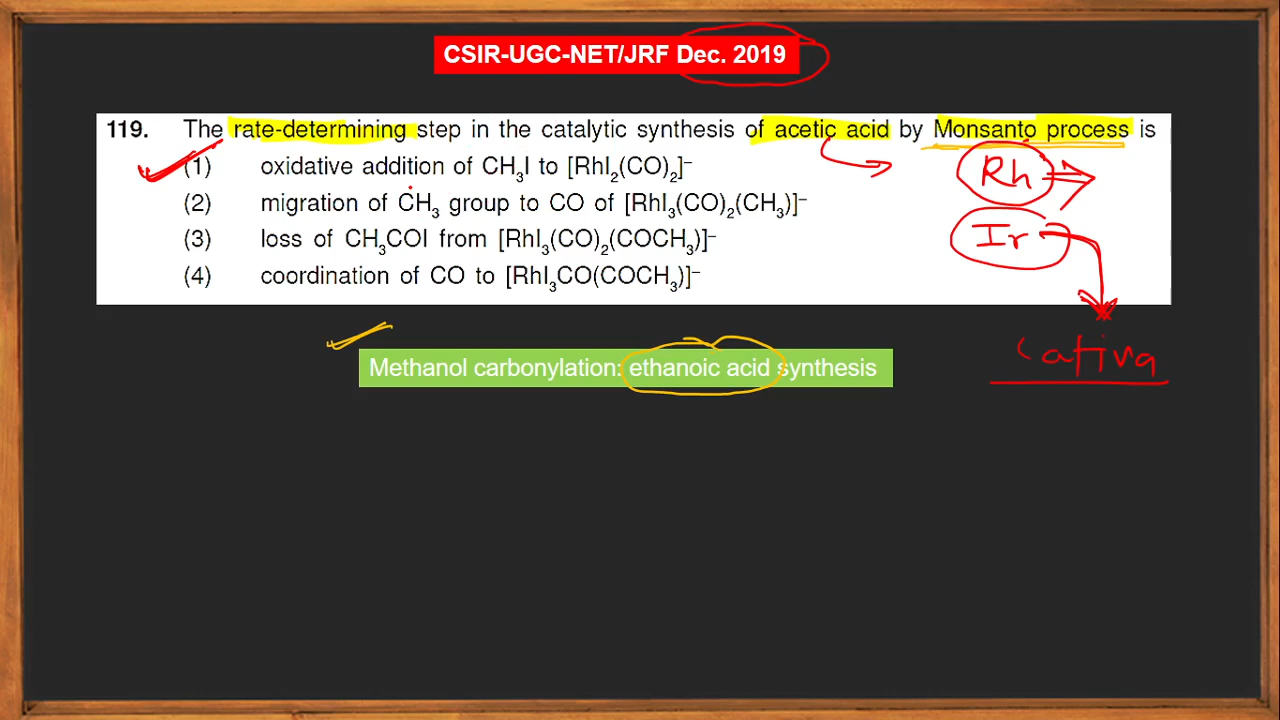 CSIR-UGC-NET/JRF Dec. 2019
119. The rate-determining step in the catalytic synthesis of acetic acid by Monsanto process is
(1) oxidative addition of CH₃I to [RhI₂(CO)₂]⁻
(2) migration of CH₃ group to CO of [RhI₃(CO)₂(CH₃)]⁻
(3) loss of CH₃COI from [RhI₃(CO)₂(COCH₃)]⁻
(4) coordination of CO to [RhI₃CO(COCH₃)]⁻
Rh
Ir
Cativa
Methanol carbonylation: ethanoic acid synthesis